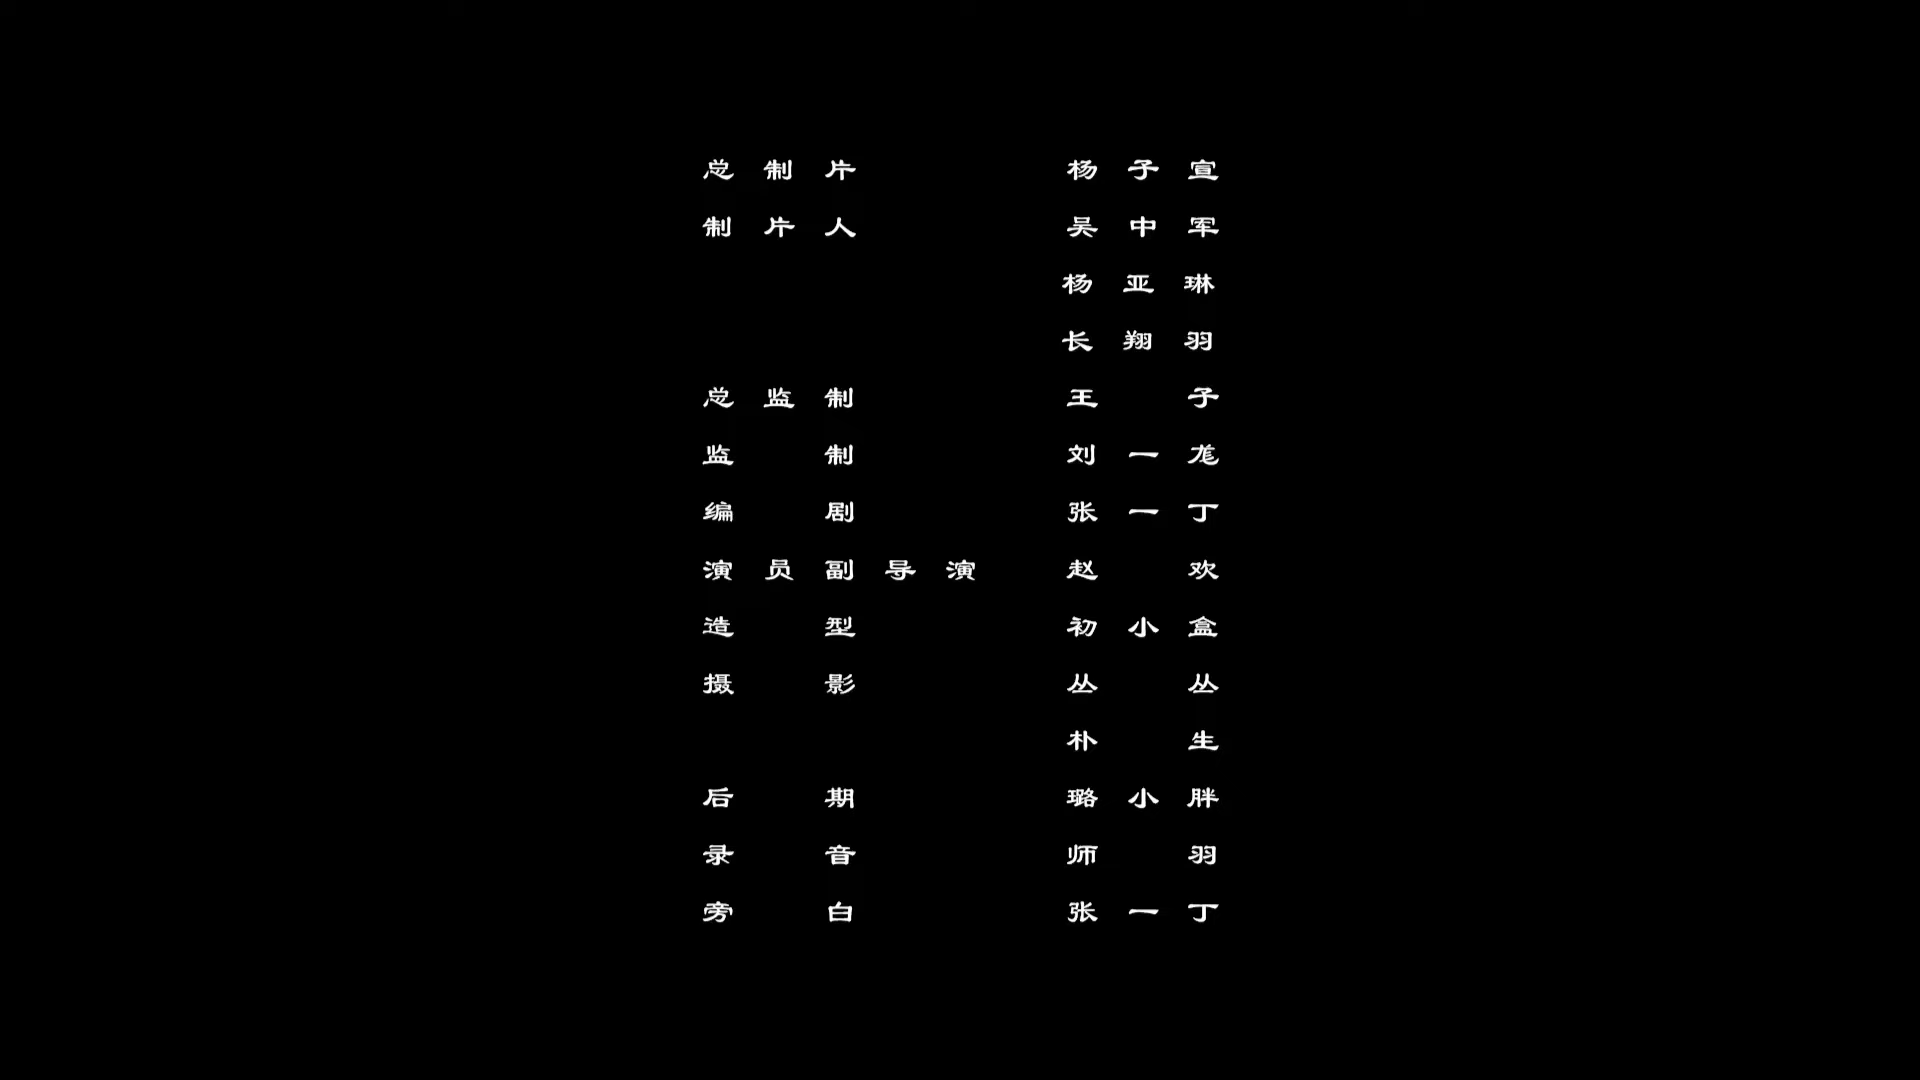 总制片 杨子宣
制片人 吴中军
杨亚琳
长翔羽
总监制 王子
监制 刘一龙
编剧 张一丁
演员副导演 赵欢
造型 初小盒
摄影 丛丛
朴生
后期 璐小胖
录音 师羽
旁白 张一丁